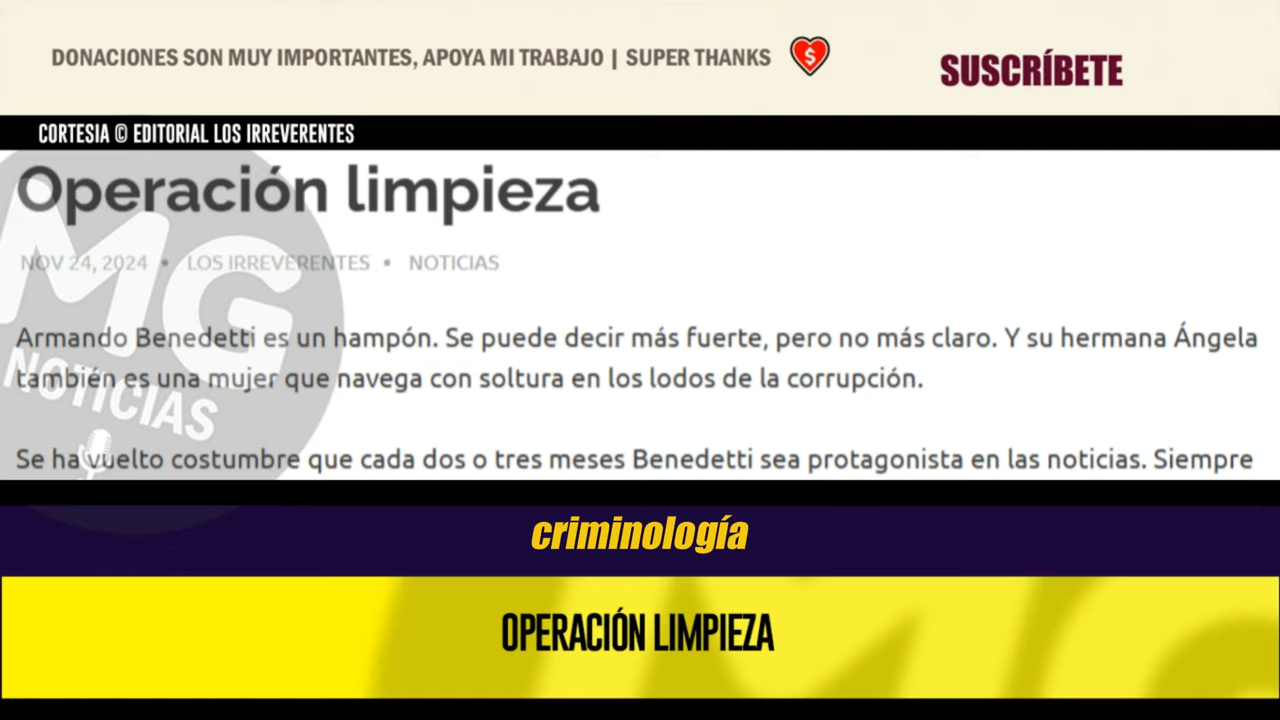 DONACIONES SON MUY IMPORTANTES, APOYA MI TRABAJO | SUPER THANKS $
SUSCRÍBETE
CORTESIA © EDITORIAL LOS IRREVERENTES
Operación limpieza
NOV 24, 2024 • LOS IRREVERENTES • NOTICIAS
Armando Benedetti es un hampón. Se puede decir más fuerte, pero no más claro. Y su hermana Ángela
también es una mujer que navega con soltura en los lodos de la corrupción.
Se ha vuelto costumbre que cada dos o tres meses Benedetti sea protagonista en las noticias. Siempre
MG
NOTICIAS
criminología
OPERACIÓN LIMPIEZA